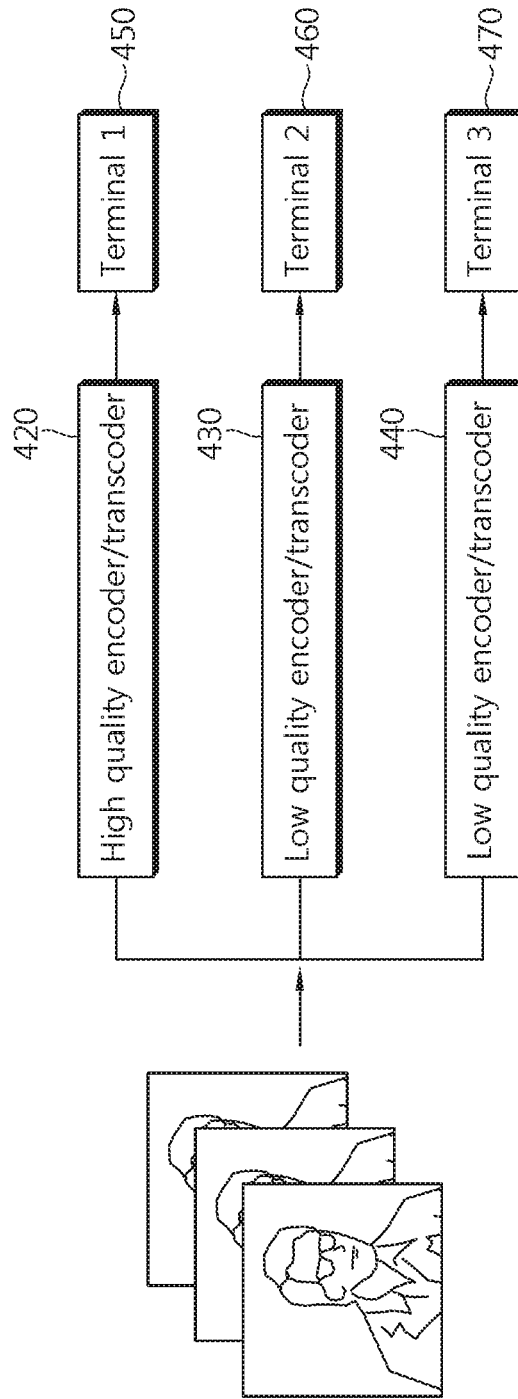 420
High quality encoder/transcoder
450
Terminal 1
430
Low quality encoder/transcoder
460
Terminal 2
440
Low quality encoder/transcoder
470
Terminal 3